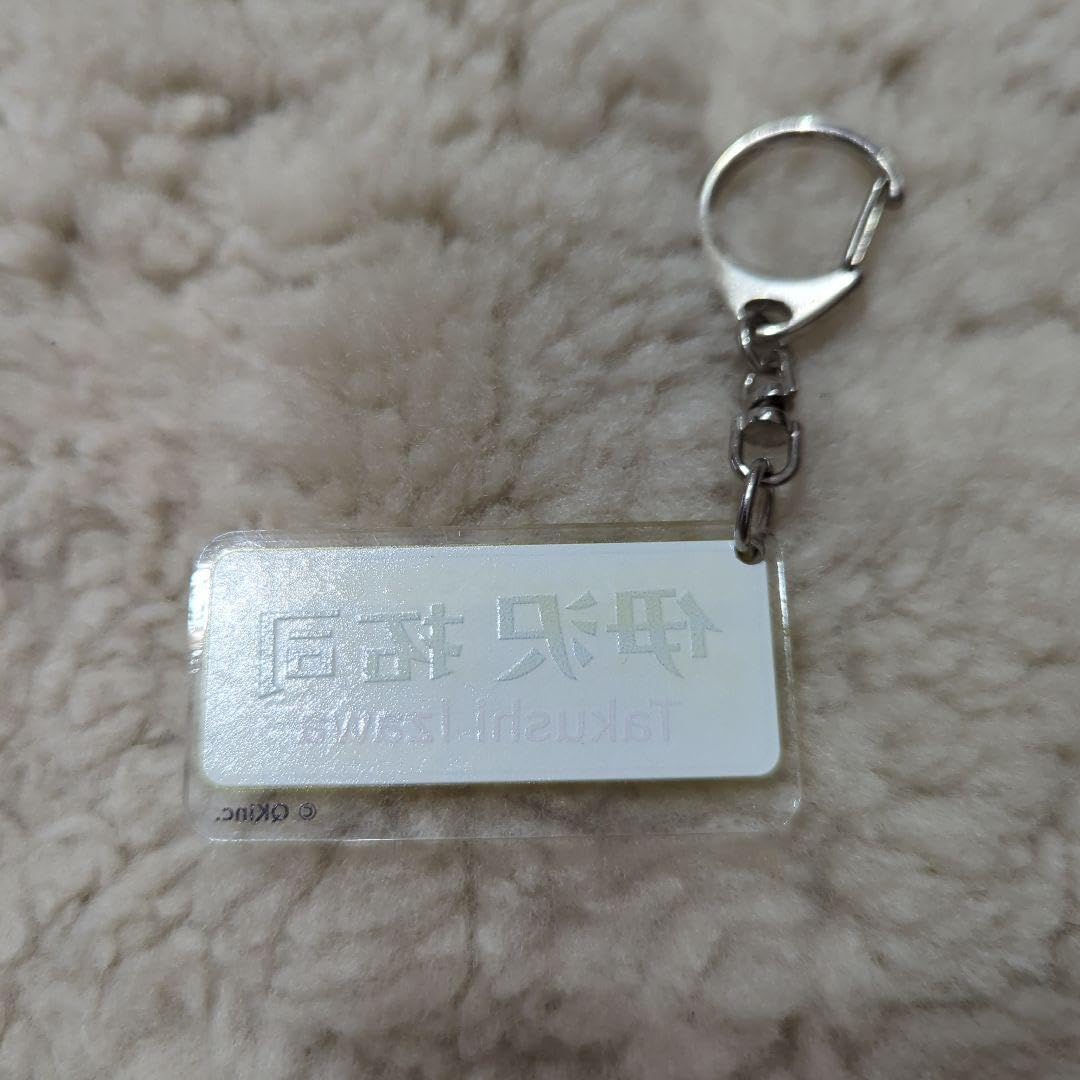 伊沢拓司
Takushi Izawa
© QKinc.